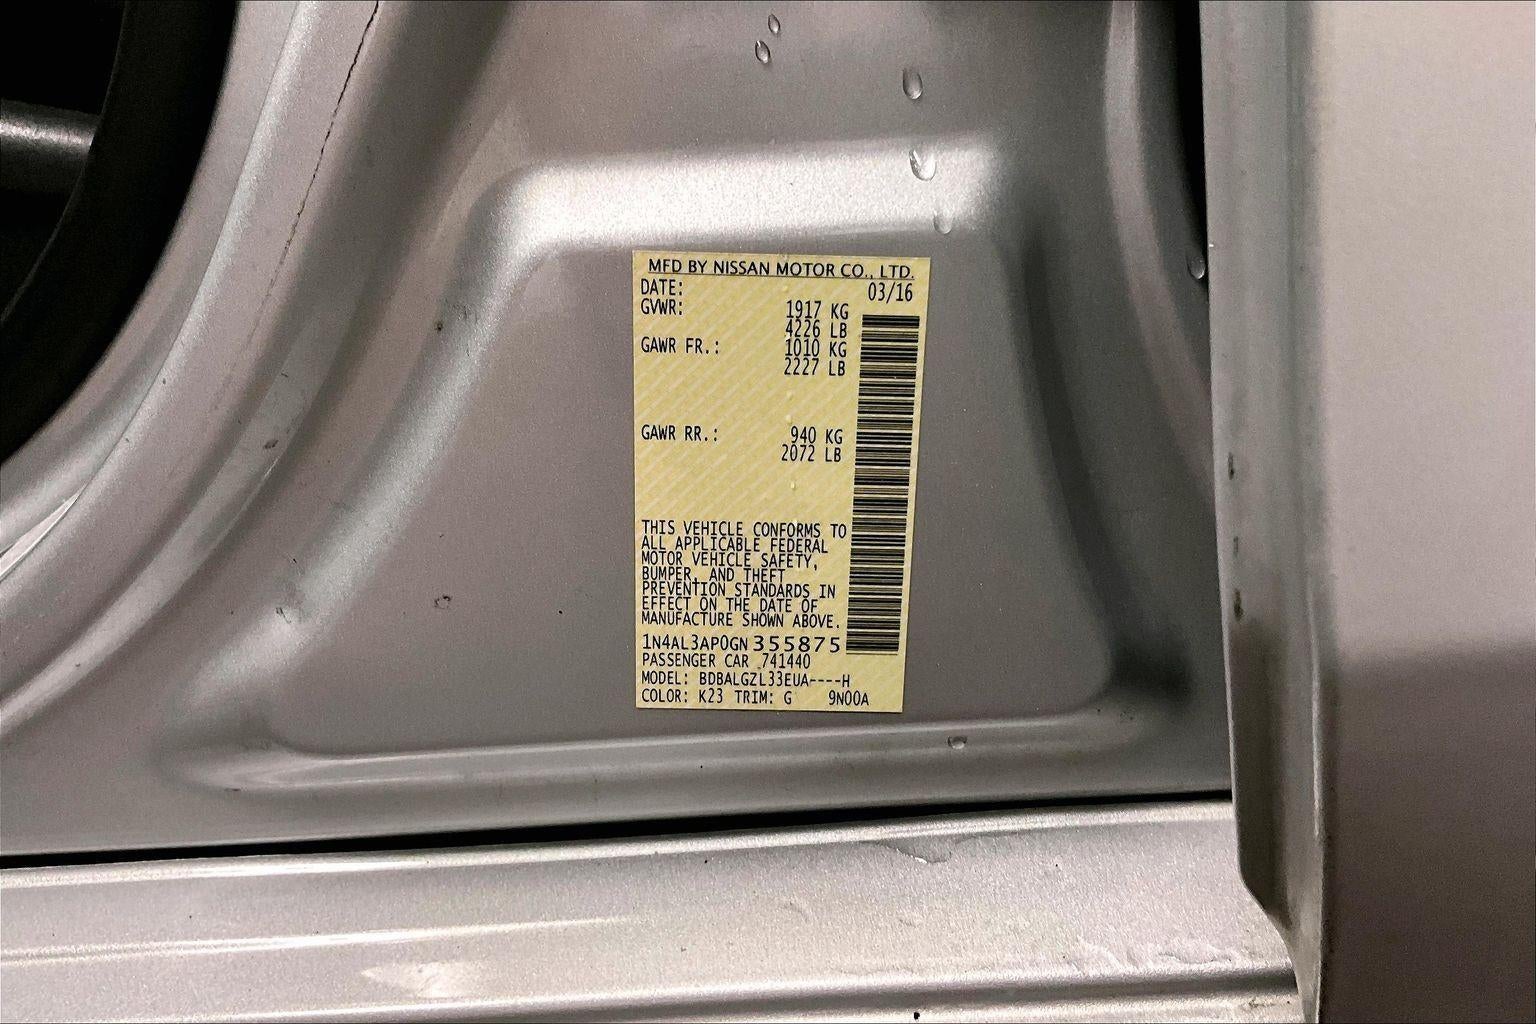 MFD BY NISSAN MOTOR CO., LTD.
DATE: 03/16
GVWR: 1917 KG
4226 LB
GAWR FR.: 1010 KG
2227 LB
GAWR RR.: 940 KG
2072 LB
THIS VEHICLE CONFORMS TO
ALL APPLICABLE FEDERAL
MOTOR VEHICLE SAFETY,
BUMPER, AND THEFT
PREVENTION STANDARDS IN
EFFECT ON THE DATE OF
MANUFACTURE SHOWN ABOVE.
1N4AL3AP0GN355875
PASSENGER CAR 741440
MODEL: BDBALGZL33EUA----H
COLOR: K23 TRIM: G 9N00A